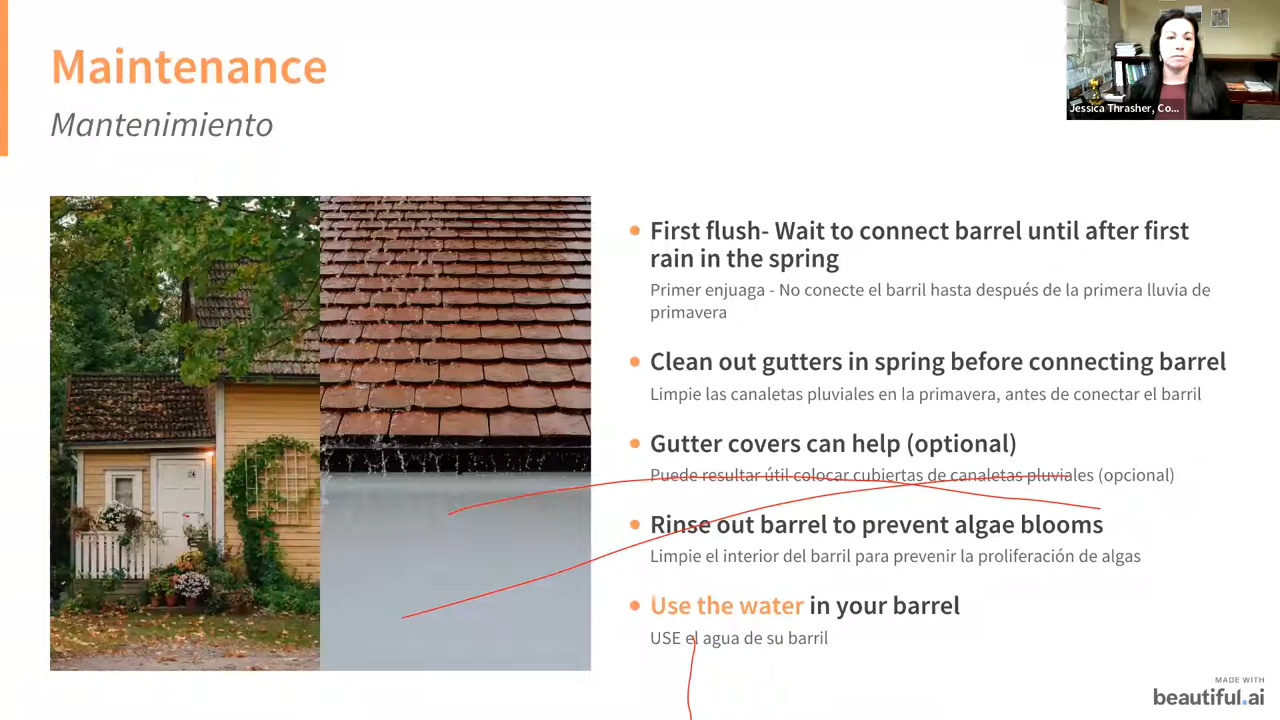 Maintenance
Mantenimiento
Jessica Thrasher, Co...
First flush- Wait to connect barrel until after first
rain in the spring
Primer enjuaga - No conecte el barril hasta después de la primera lluvia de
primavera
Clean out gutters in spring before connecting barrel
Limpie las canaletas pluviales en la primavera, antes de conectar el barril
Gutter covers can help (optional)
Puede resultar útil colocar cubiertas de canaletas pluviales (opcional)
Rinse out barrel to prevent algae blooms
Limpie el interior del barril para prevenir la proliferación de algas
Use the water in your barrel
USE el agua de su barril
MADE WITH
beautiful.ai